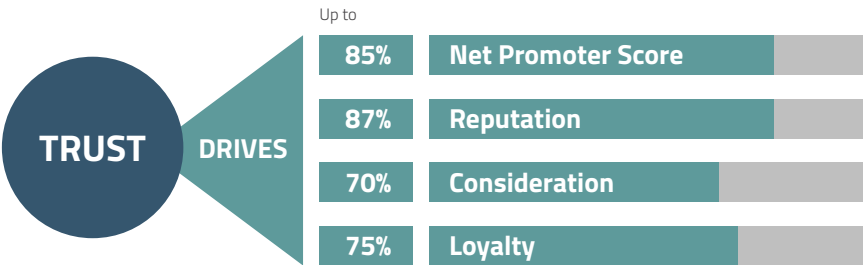 Up to
85% Net Promoter Score
87% Reputation
TRUST DRIVES
70% Consideration
75% Loyalty